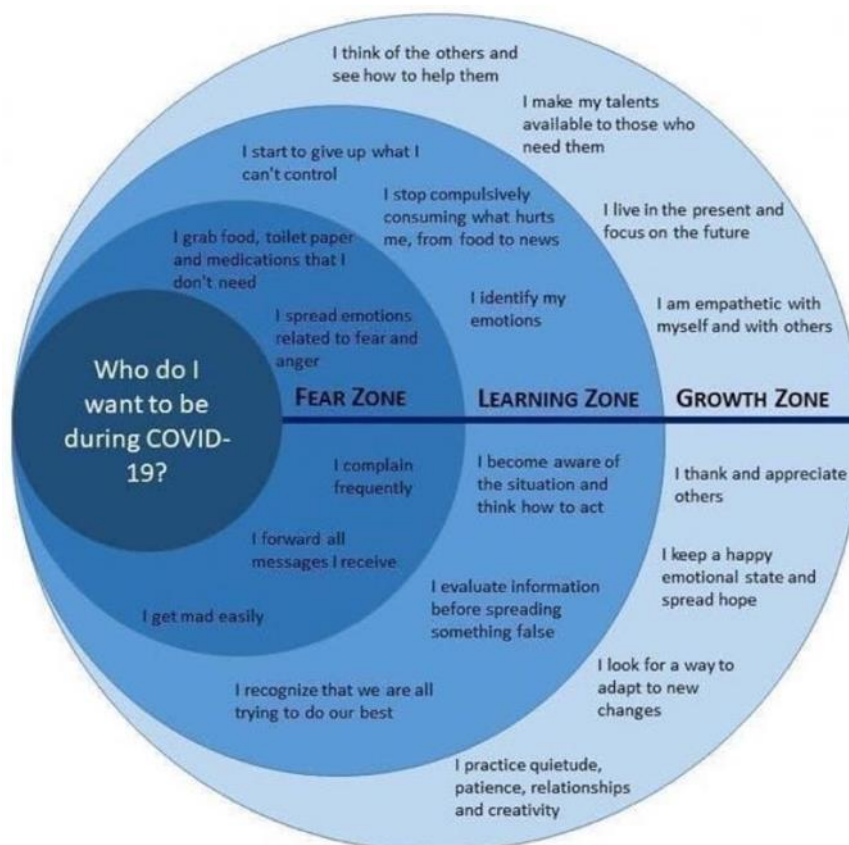 I think of the others and
see how to help them
I make my talents
available to those who
need them
I start to give up what I
can't control
I stop compulsively
consuming what hurts
me, from food to news
I live in the present and
focus on the future
I grab food, toilet paper
and medications that I
don't need
I identify my
emotions
I am empathetic with
myself and with others
I spread emotions
related to fear and
anger
Who do I
want to be
during COVID-
19?
FEAR ZONE
LEARNING ZONE
GROWTH ZONE
I complain
frequently
I become aware of
the situation and
think how to act
I thank and appreciate
others
I forward all
messages I receive
I keep a happy
emotional state and
spread hope
I evaluate information
before spreading
something false
I get mad easily
I look for a way to
adapt to new
changes
I recognize that we are all
trying to do our best
I practice quietude,
patience, relationships
and creativity